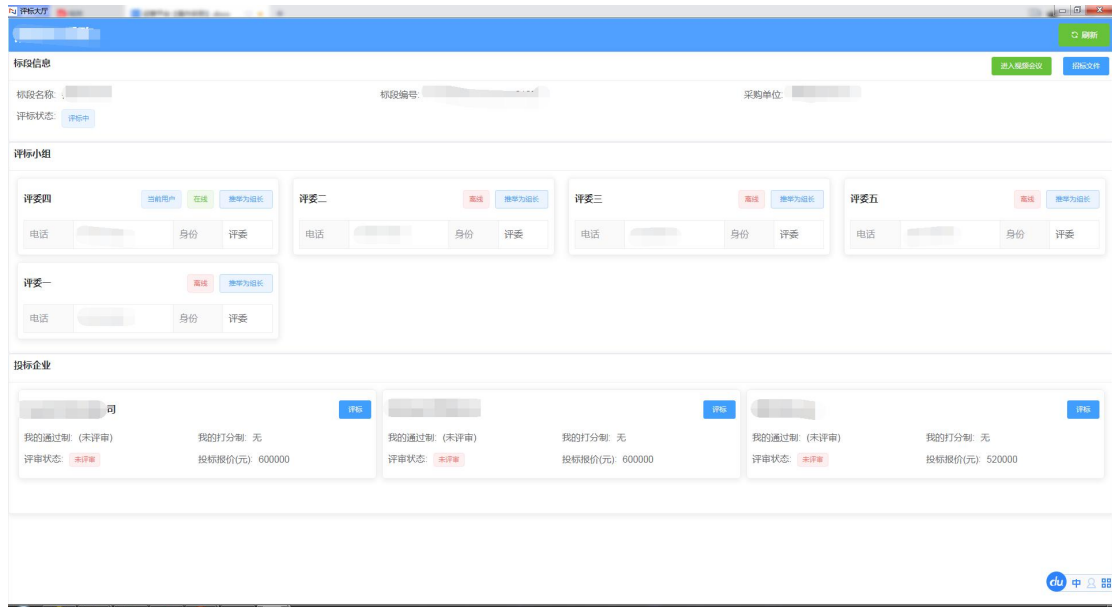 评标大厅
刷新
标段信息 进入视频会议 招标文件
标段名称: 标段编号: 采购单位:
评标状态: 评标中
评标小组
评委四 当前用户 在线 推举为组长 评委二 离线 推举为组长 评委三 离线 推举为组长 评委五 离线 推举为组长
电话 身份 评委 电话 身份 评委 电话 身份 评委 电话 身份 评委
评委一 离线 推举为组长
电话 身份 评委
投标企业
司 评标 评标 评标
我的通过制: (未评审) 我的打分制: 无 我的通过制: (未评审) 我的打分制: 无 我的通过制: (未评审) 我的打分制: 无
评审状态: 未评审 投标报价(元): 600000 评审状态: 未评审 投标报价(元): 600000 评审状态: 未评审 投标报价(元): 520000
du 中